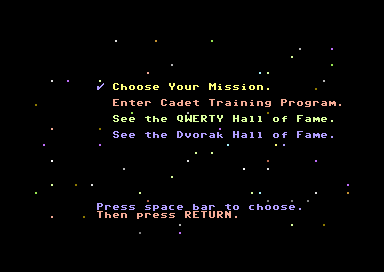 ✓ Choose Your Mission.
Enter Cadet Training Program.
See the QWERTY Hall of Fame.
See the Dvorak Hall of Fame.
Press space bar to choose.
Then press RETURN.